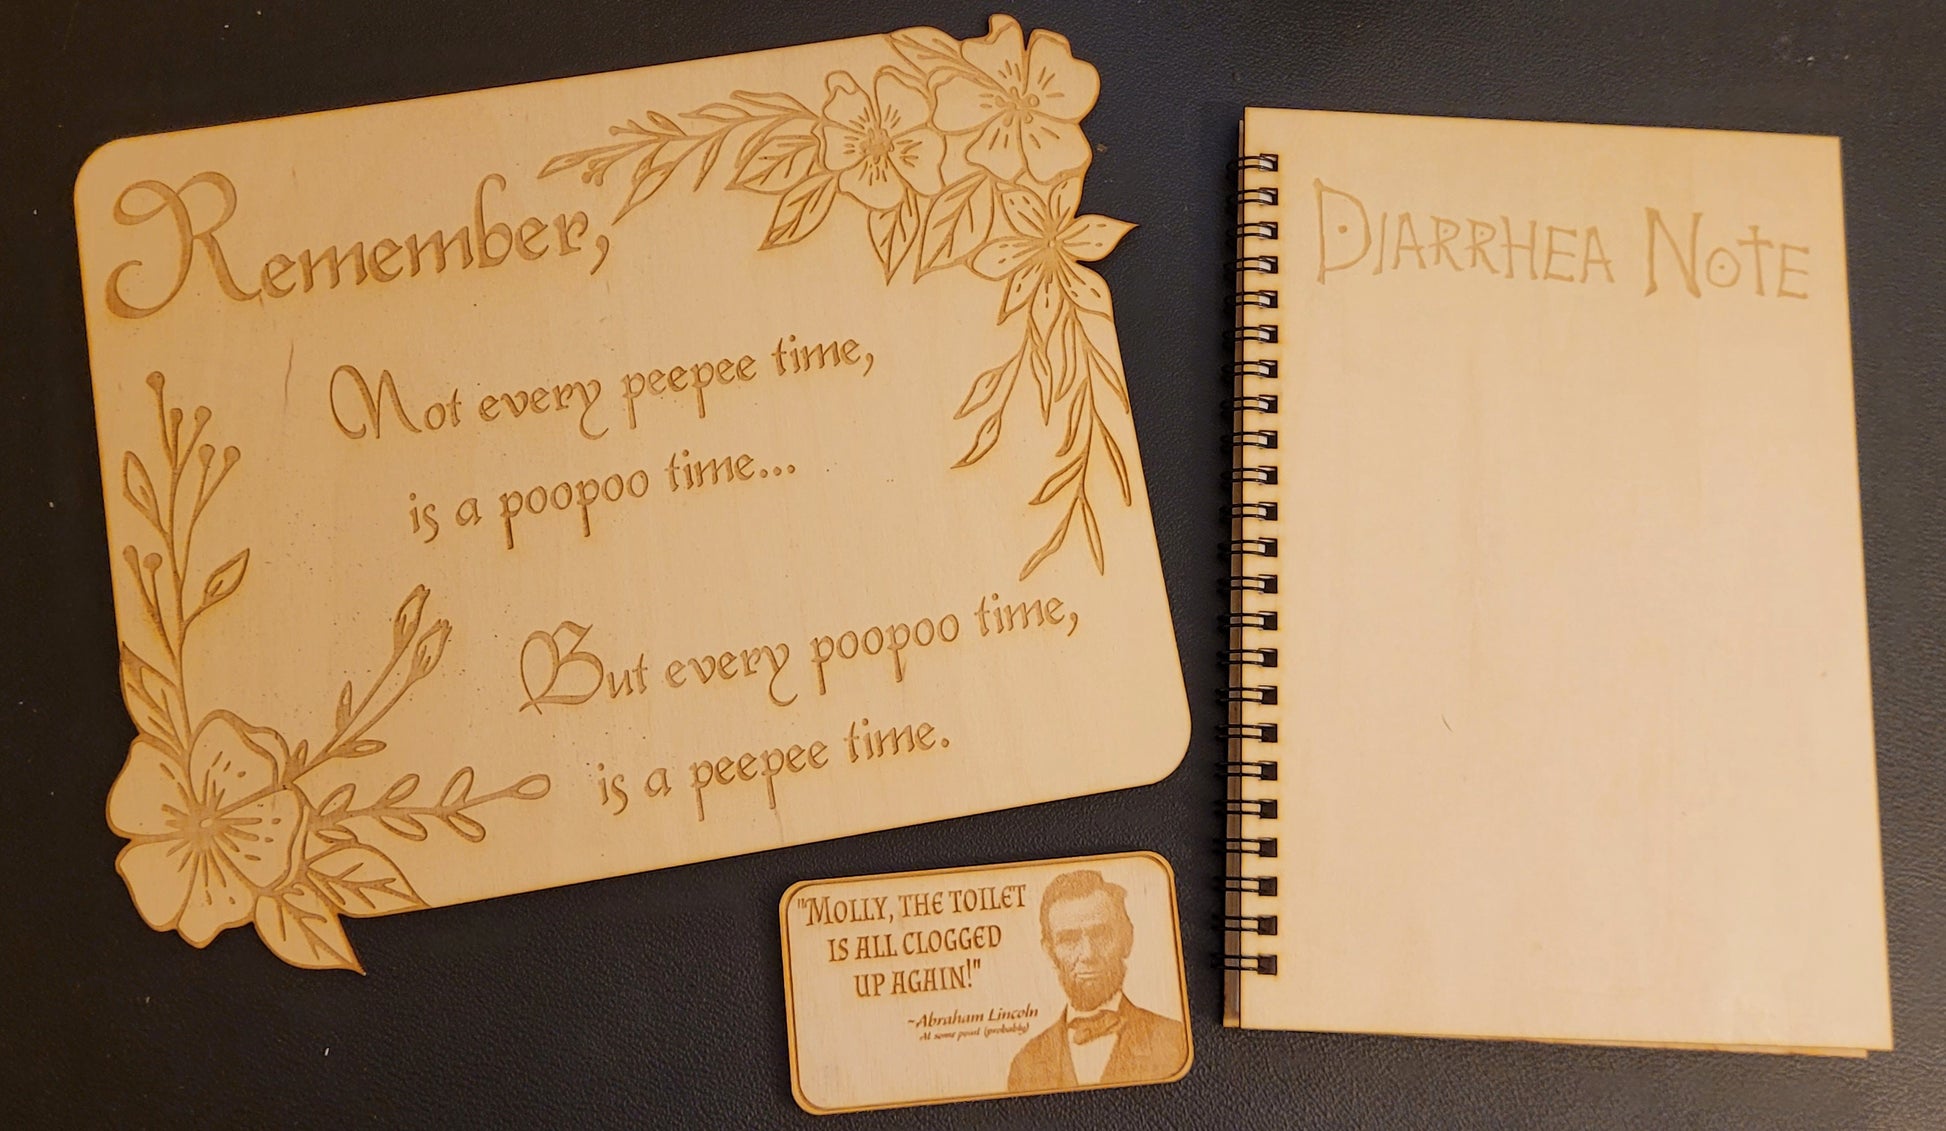 Remember,
Not every peepee time,
is a poopoo time...
But every poopoo time,
is a peepee time.
"MOLLY, THE TOILET
IS ALL CLOGGED
UP AGAIN!"
~Abraham Lincoln
At some point (probably)
DIARRHEA NOTE